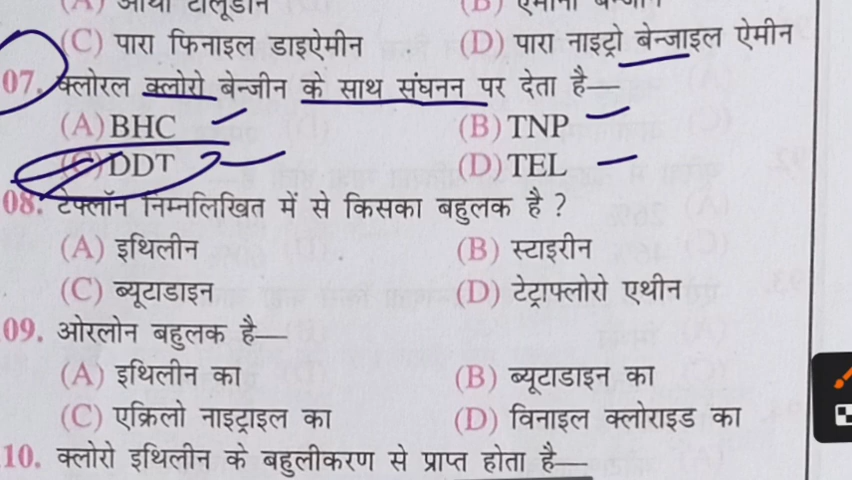 (C) पारा फिनाइल डाइऐमीन (D) पारा नाइट्रो बेन्जाइल ऐमीन
07. क्लोरल क्लोरो बेन्जीन के साथ संघनन पर देता है—
(A) BHC (B) TNP
(C) DDT (D) TEL
08. टेफ्लॉन निम्नलिखित में से किसका बहुलक है ?
(A) इथिलीन (B) स्टाइरीन
(C) ब्यूटाडाइन (D) टेट्राफ्लोरो एथीन
09. ओरलोन बहुलक है—
(A) इथिलीन का (B) ब्यूटाडाइन का
(C) एक्रिलो नाइट्राइल का (D) विनाइल क्लोराइड का
10. क्लोरो इथिलीन के बहुलीकरण से प्राप्त होता है—